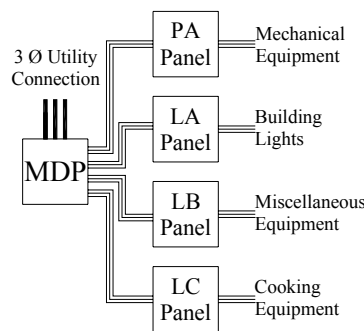 PA
Panel
Mechanical
Equipment
3 Ø Utility
Connection
LA
Panel
Building
Lights
MDP
LB
Panel
Miscellaneous
Equipment
LC
Panel
Cooking
Equipment